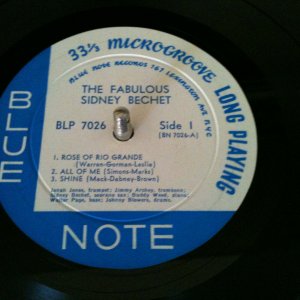 33⅓ MICROGROOVE LONG PLAYING
BLUE NOTE RECORDS 767 LEXINGTON AVE NYC
THE FABULOUS
SIDNEY BECHET
BLP 7026 Side 1
(BN 7026-A)
1. ROSE OF RIO GRANDE
(Warren-Gorman-Leslie)
2. ALL OF ME (Simons-Marks)
3. SHINE (Mack-Dabney-Brown)
Jonah Jones, trumpet; Jimmy Archey, trombone;
Sidney Bechet, soprano sax; Buddy Weed, piano;
Walter Page, bass; Johnny Blowers, drums.
BLUE
NOTE